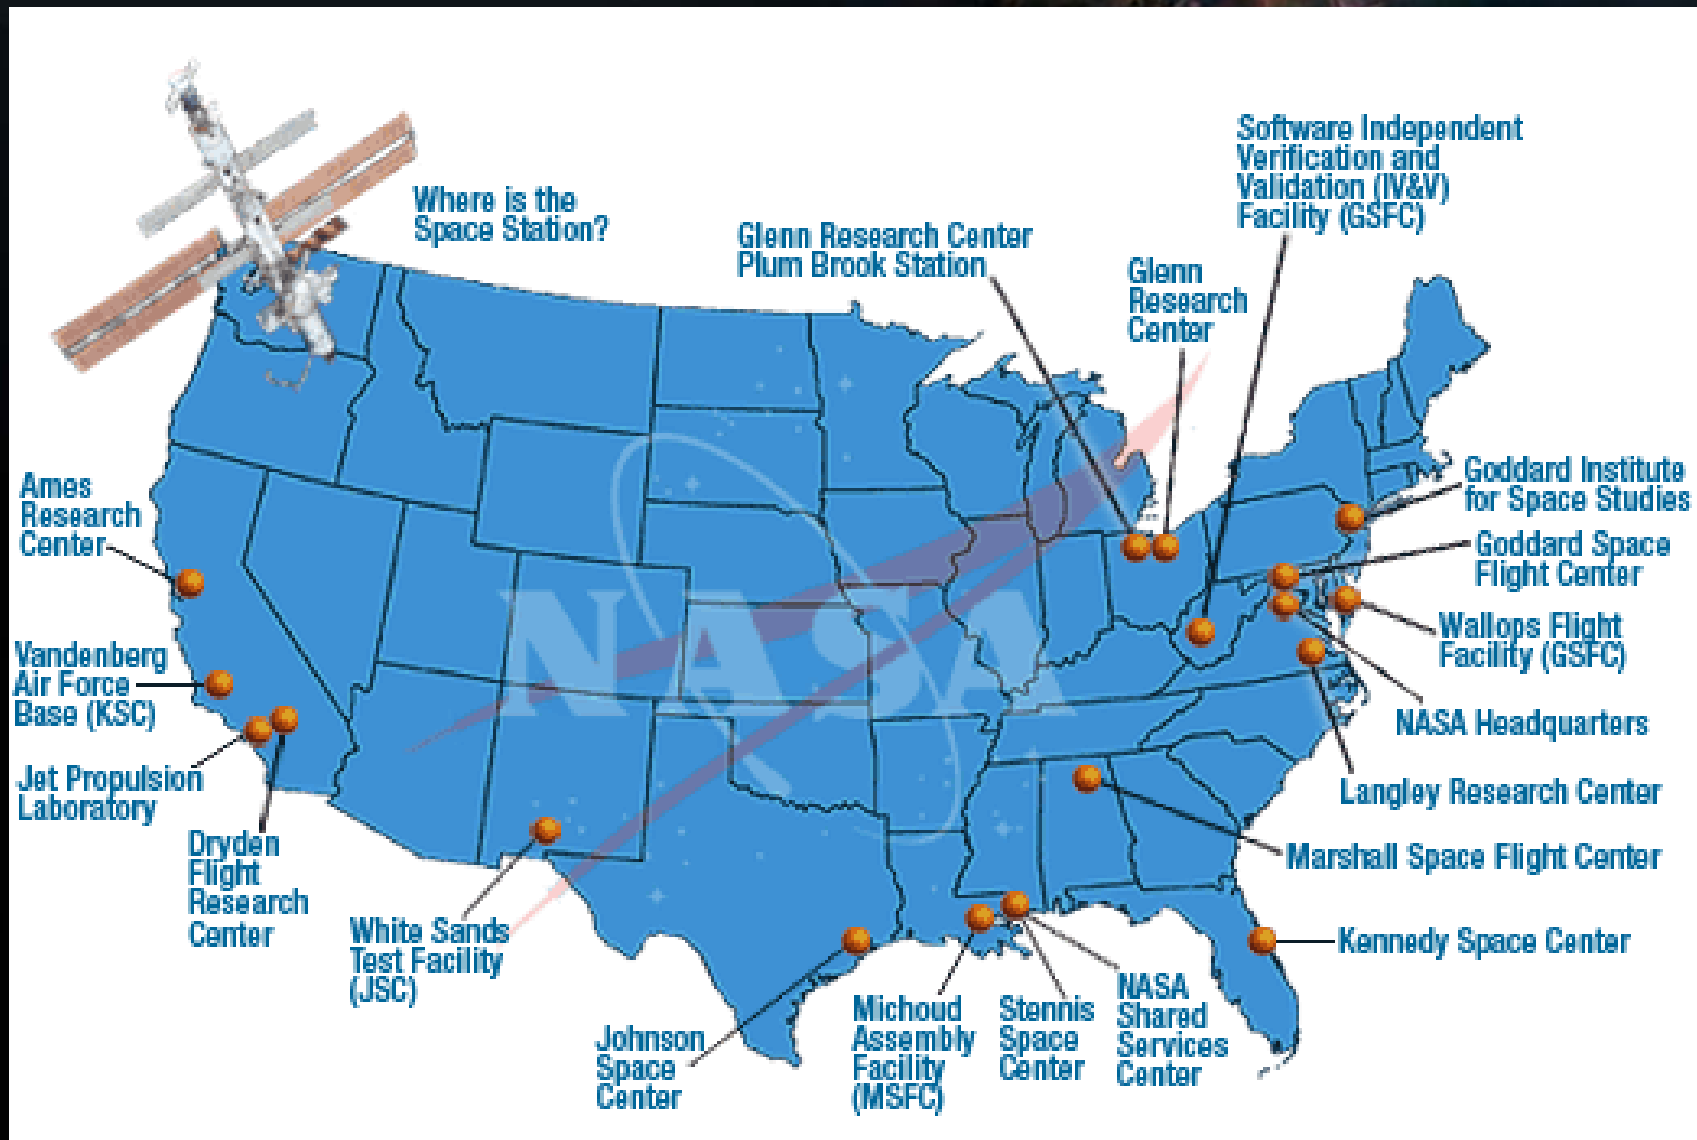 Where is the
Space Station?
Software Independent
Verification and
Validation (IV&V)
Facility (GSFC)
Glenn Research Center
Plum Brook Station
Glenn
Research
Center
Ames
Research
Center
Goddard Institute
for Space Studies
Goddard Space
Flight Center
Wallops Flight
Facility (GSFC)
NASA Headquarters
Langley Research Center
Marshall Space Flight Center
Kennedy Space Center
Vandenberg
Air Force
Base (KSC)
Jet Propulsion
Laboratory
Dryden
Flight
Research
Center
White Sands
Test Facility
(JSC)
Johnson
Space
Center
Michoud
Assembly
Facility
(MSFC)
Stennis
Space
Center
NASA
Shared
Services
Center
NASA